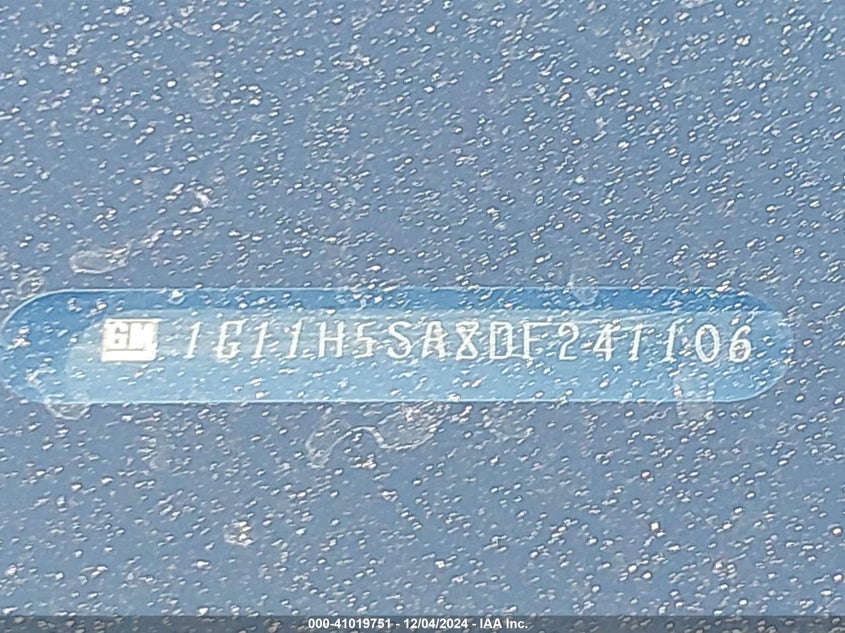 GM 1G11H5SA8DF241106
000-41019751 - 12/04/2024 - IAA Inc.